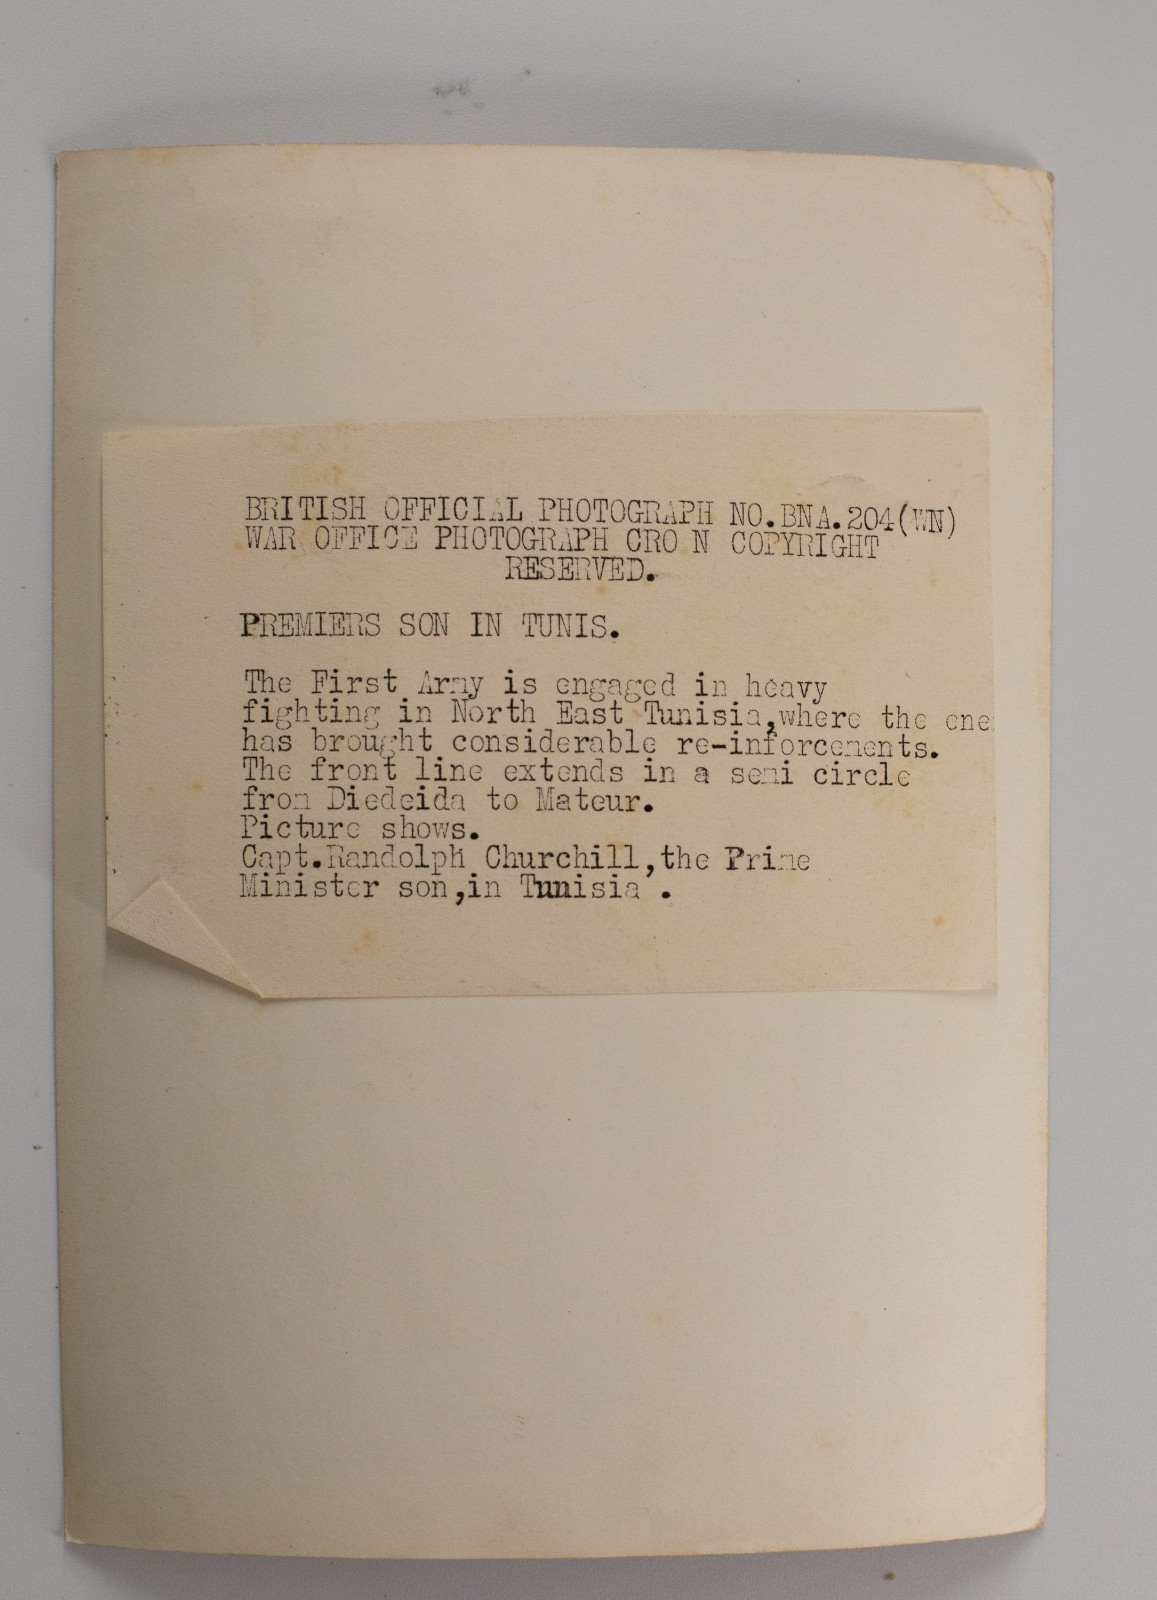 BRITISH OFFICIAL PHOTOGRAPH NO.BNA.204(WN)
WAR OFFICE PHOTOGRAPH CRO N COPYRIGHT
RESERVED.
PREMIERS SON IN TUNIS.
The First Army is engaged in heavy
fighting in North East Tunisia,where the ene
has brought considerable re-inforcements.
The front line extends in a semi circle
from Diedeida to Mateur.
Picture shows.
Capt.Randolph Churchill,the Prime
Minister son,in Tunisia .